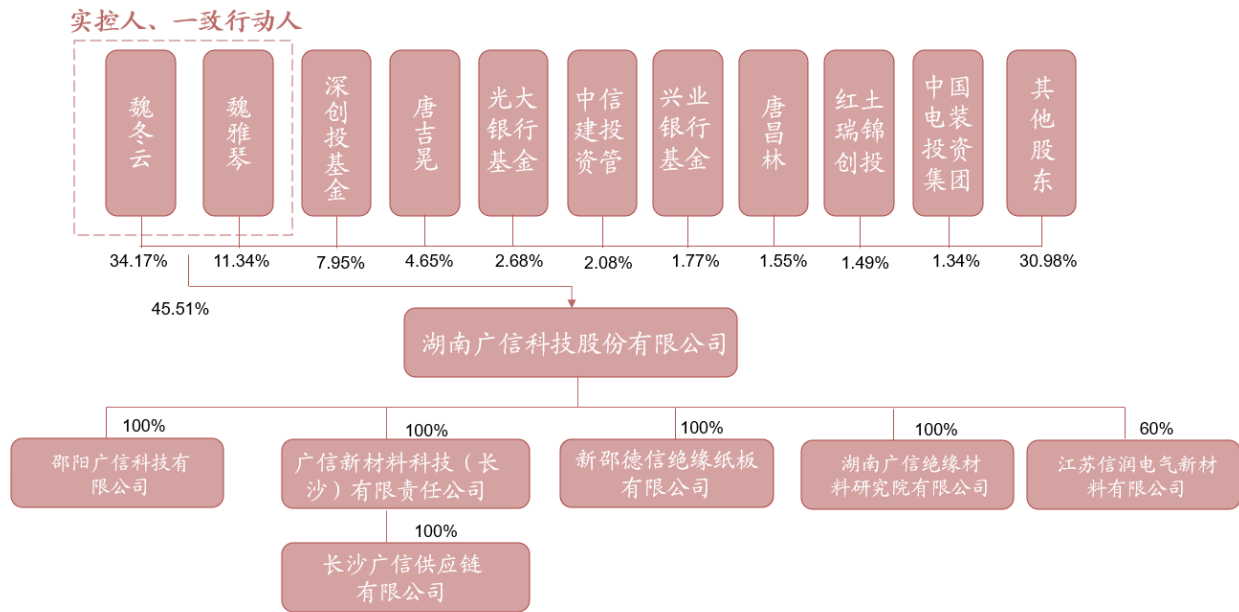 实控人、一致行动人
魏冬云
魏雅琴
深创投基金
唐吉晃
光大
银行
基金
中信
建投
资管
兴业
银行
基金
唐昌林
红土
瑞锦
创投
中国
电装
投资
集团
其他股东
34.17%
11.34%
7.95%
4.65%
2.68%
2.08%
1.77%
1.55%
1.49%
1.34%
30.98%
45.51%
湖南广信科技股份有限公司
100%
100%
100%
100%
60%
邵阳广信科技有
限公司
广信新材料科技（长
沙）有限责任公司
新邵德信绝缘纸板
有限公司
湖南广信绝缘材
料研究院有限公司
江苏信润电气新材
料有限公司
100%
长沙广信供应链
有限公司